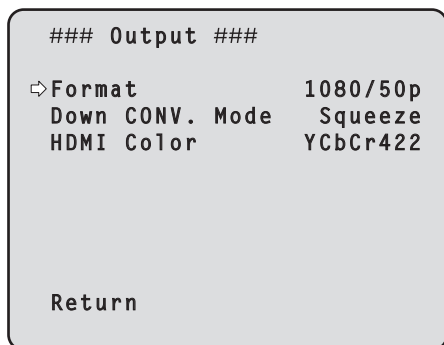 ### Output ###
⇨Format 1080/50p
Down CONV. Mode Squeeze
HDMI Color YCbCr422
Return